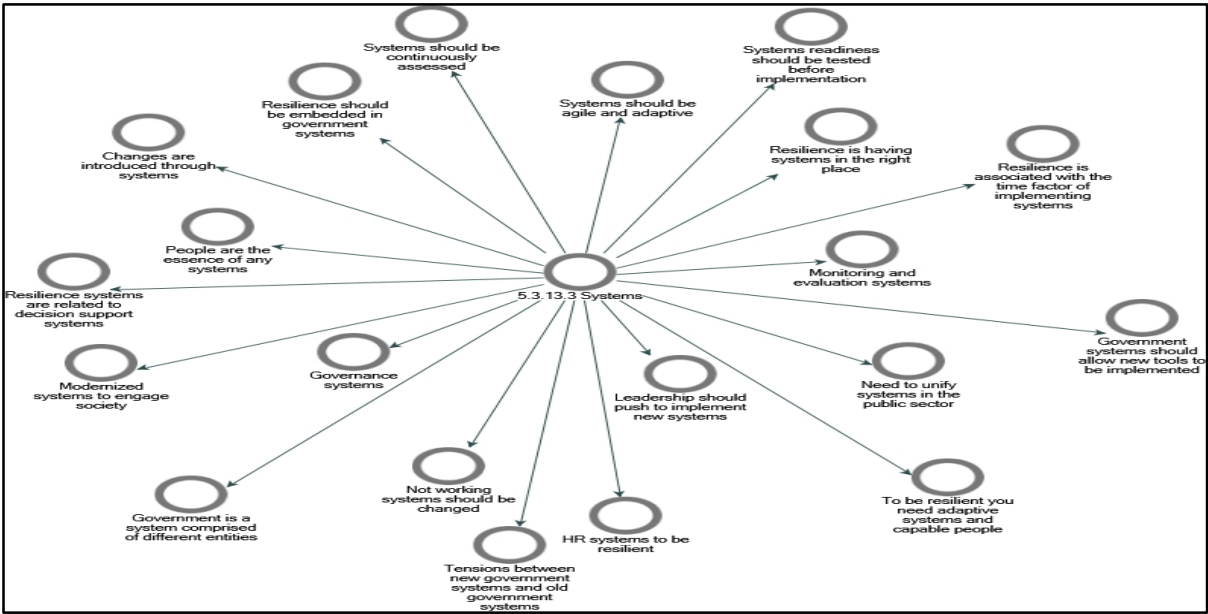 Systems should be
continuously
assessed
Systems readiness
should be tested
before
implementation
Resilience should
be embedded in
government
systems
Systems should be
agile and adaptive
Changes are
introduced through
systems
Resilience is having
systems in the right
place
Resilience is
associated with the
time factor of
implementing
systems
People are the
essence of any
systems
Monitoring and
evaluation systems
Resilience systems
are related to
decision support
systems
5.3.13.3 Systems
Government
systems should
allow new tools to
be implemented
Modernized
systems to engage
society
Governance
systems
Leadership should
push to implement
new systems
Need to unify
systems in the
public sector
Not working
systems should be
changed
Government is a
system comprised
of different entities
To be resilient you
need adaptive
systems and
capable people
HR systems to be
resilient
Tensions between
new government
systems and old
government
systems